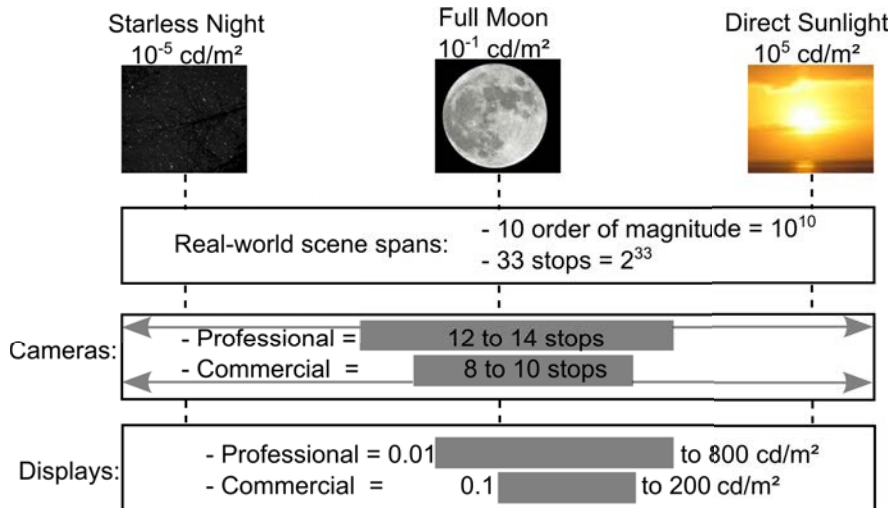 Starless Night
10⁻⁵ cd/m²
Full Moon
10⁻¹ cd/m²
Direct Sunlight
10⁵ cd/m²
Real-world scene spans:
- 10 order of magnitude = 10¹⁰
- 33 stops = 2³³
Cameras:
- Professional = 12 to 14 stops
- Commercial = 8 to 10 stops
Displays:
- Professional = 0.01 to 800 cd/m²
- Commercial = 0.1 to 200 cd/m²